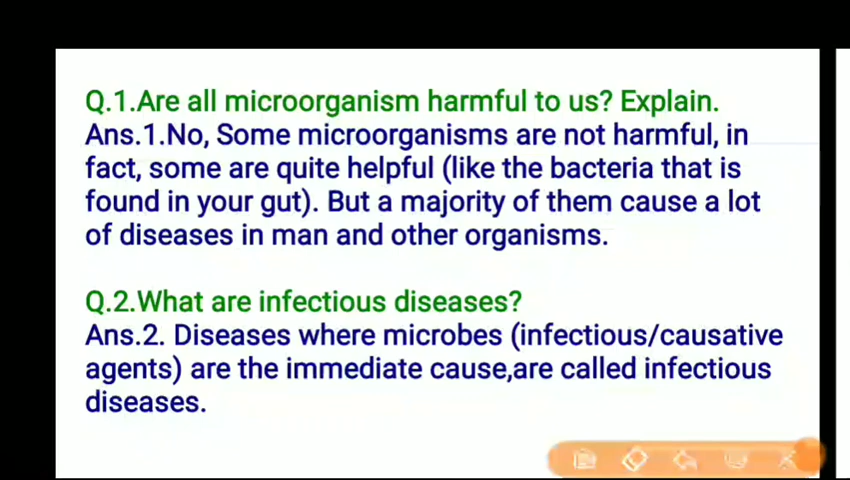 Q.1.Are all microorganism harmful to us? Explain.
Ans.1.No, Some microorganisms are not harmful, in
fact, some are quite helpful (like the bacteria that is
found in your gut). But a majority of them cause a lot
of diseases in man and other organisms.
Q.2.What are infectious diseases?
Ans.2. Diseases where microbes (infectious/causative
agents) are the immediate cause,are called infectious
diseases.